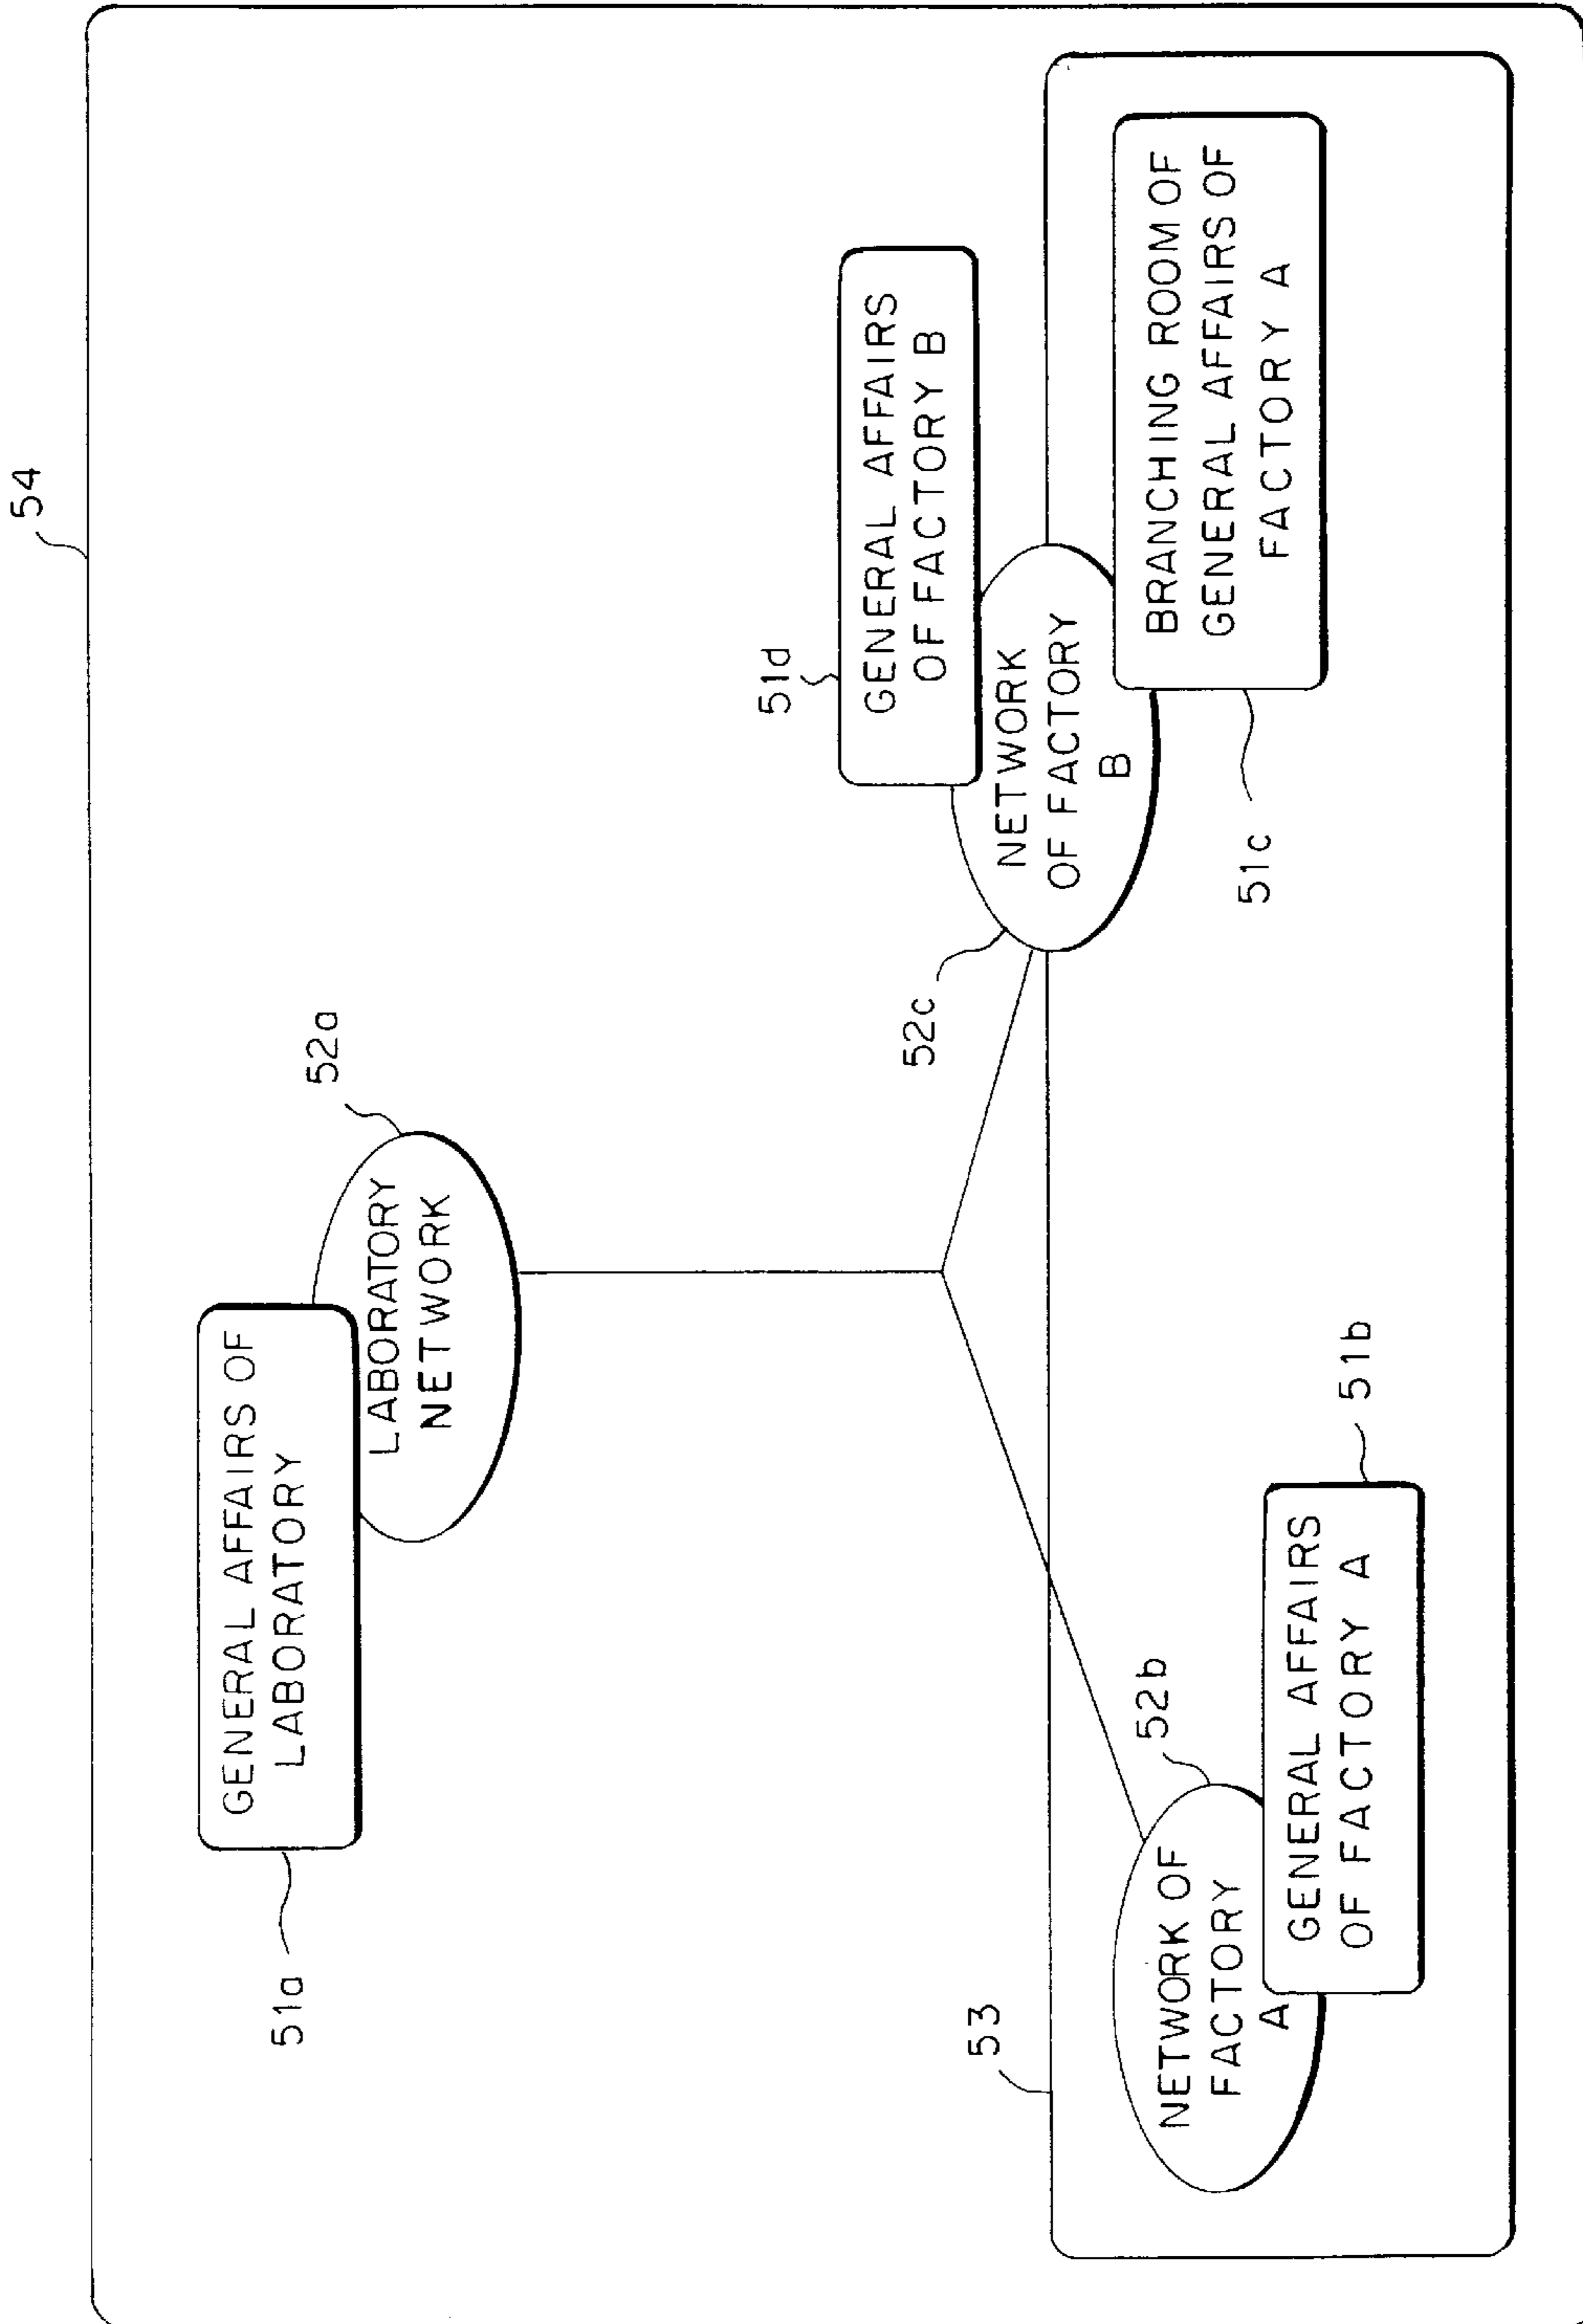 54
51a
GENERAL AFFAIRS OF
LABORATORY
LABORATORY
NETWORK
52a
51d
GENERAL AFFAIRS
OF FACTORY B
52c
NETWORK
OF FACTORY
B
53
52b
NETWORK OF
FACTORY
A
GENERAL AFFAIRS
OF FACTORY A
51b
51c
BRANCHING ROOM OF
GENERAL AFFAIRS OF
FACTORY A